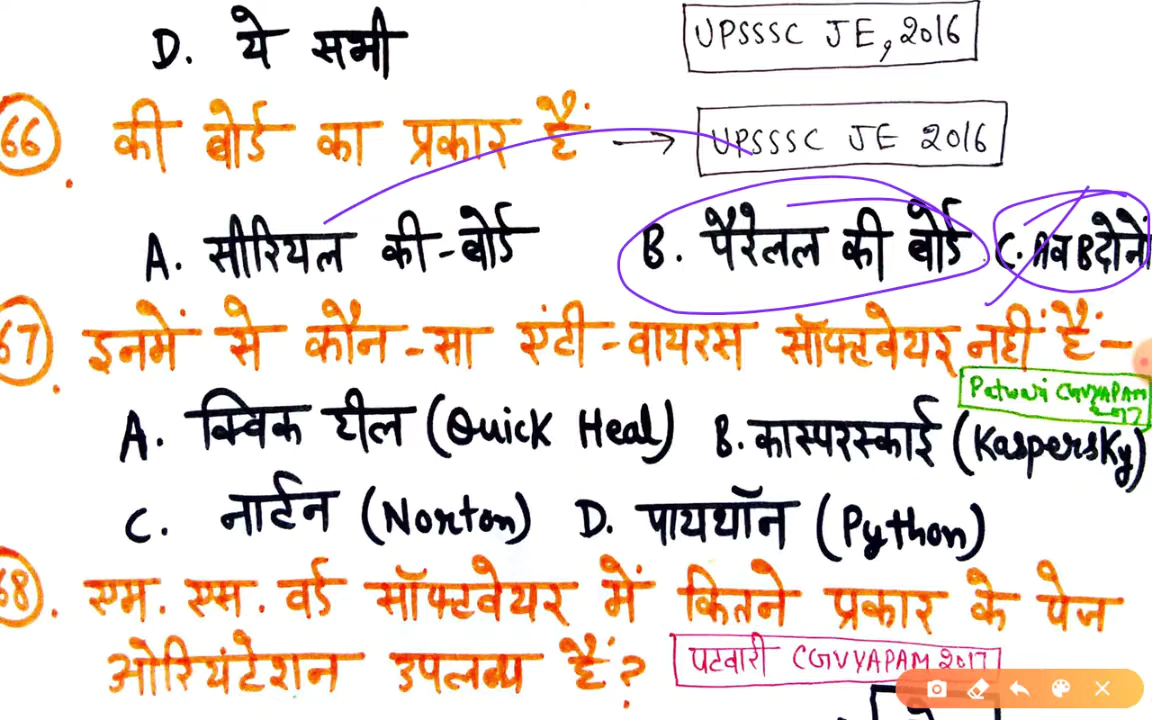 D. ये सभी
UPSSSC JE, 2016
66. की बोर्ड का प्रकार हैं → UPSSSC JE 2016
A. सीरियल की-बोर्ड B. पैरेलल की बोर्ड C. A व B दोनों
67. इनमें से कौन-सा एंटी-वायरस सॉफ्टवेयर नहीं हैं-
Patwari CGVYAPAM
A. क्विक हील (Quick Heal) B. कास्परस्काई (Kaspersky)
C. नार्टन (Norton) D. पायथॉन (Python)
68. एम. एस. वर्ड सॉफ्टवेयर में कितने प्रकार के पेज
ओरियंटेशन उपलब्ध हैं? पटवारी CGVYAPAM 2017